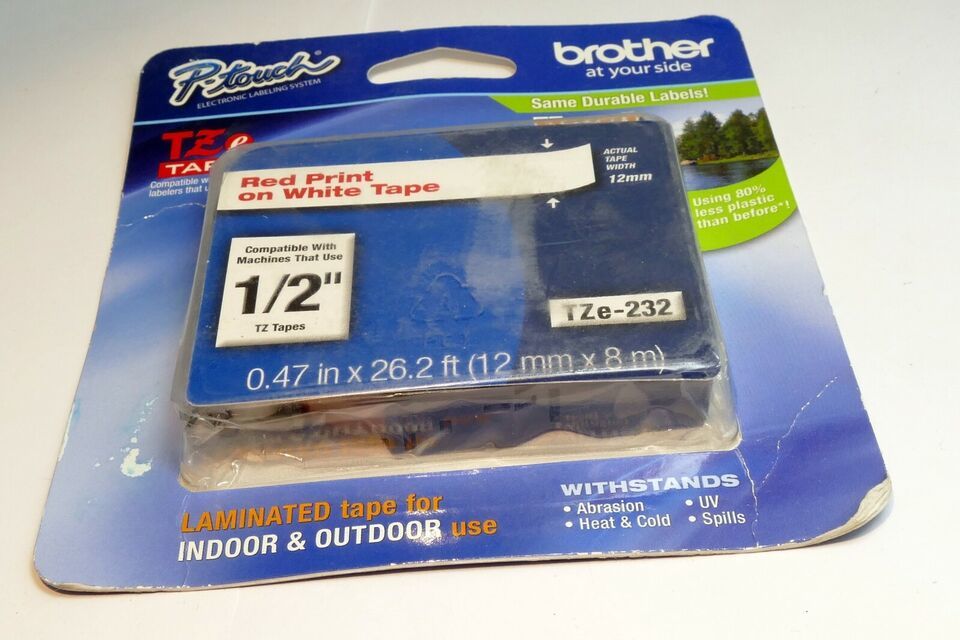 P-touch
ELECTRONIC LABELING SYSTEM
brother
at your side
Same Durable Labels!
TZe
Compatible
labelers that
Red Print
on White Tape
ACTUAL
TAPE
WIDTH
12mm
Using 80%
less plastic
than before*!
Compatible With
Machines That Use
1/2"
TZ Tapes
TZe-232
0.47 in x 26.2 ft (12 mm x 8 m)
LAMINATED tape for
INDOOR & OUTDOOR use
WITHSTANDS
• Abrasion
• UV
• Heat & Cold
• Spills